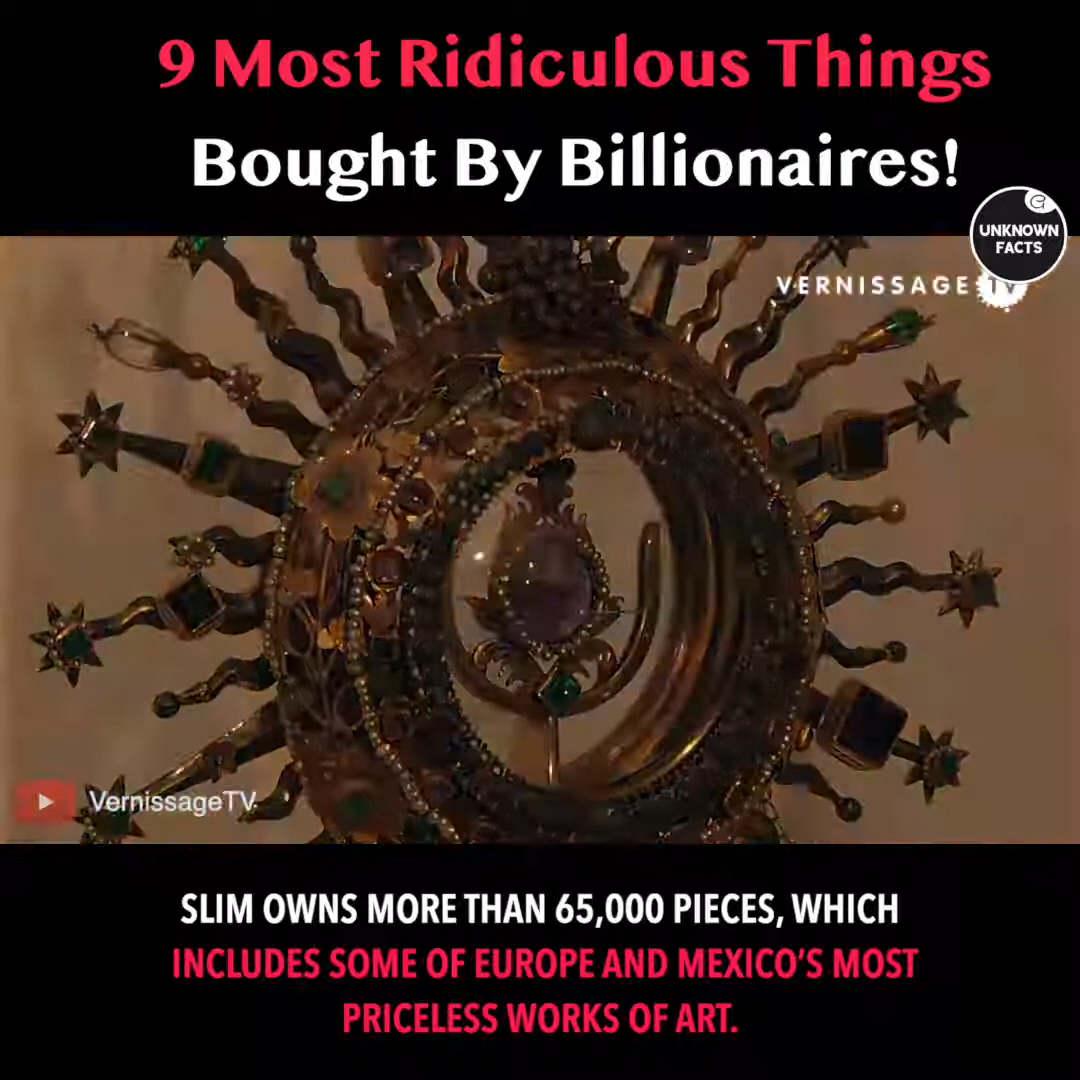 9 Most Ridiculous Things
Bought By Billionaires!
UNKNOWN
FACTS
VERNISSAGE TV
VernissageTV
SLIM OWNS MORE THAN 65,000 PIECES, WHICH
INCLUDES SOME OF EUROPE AND MEXICO'S MOST
PRICELESS WORKS OF ART.